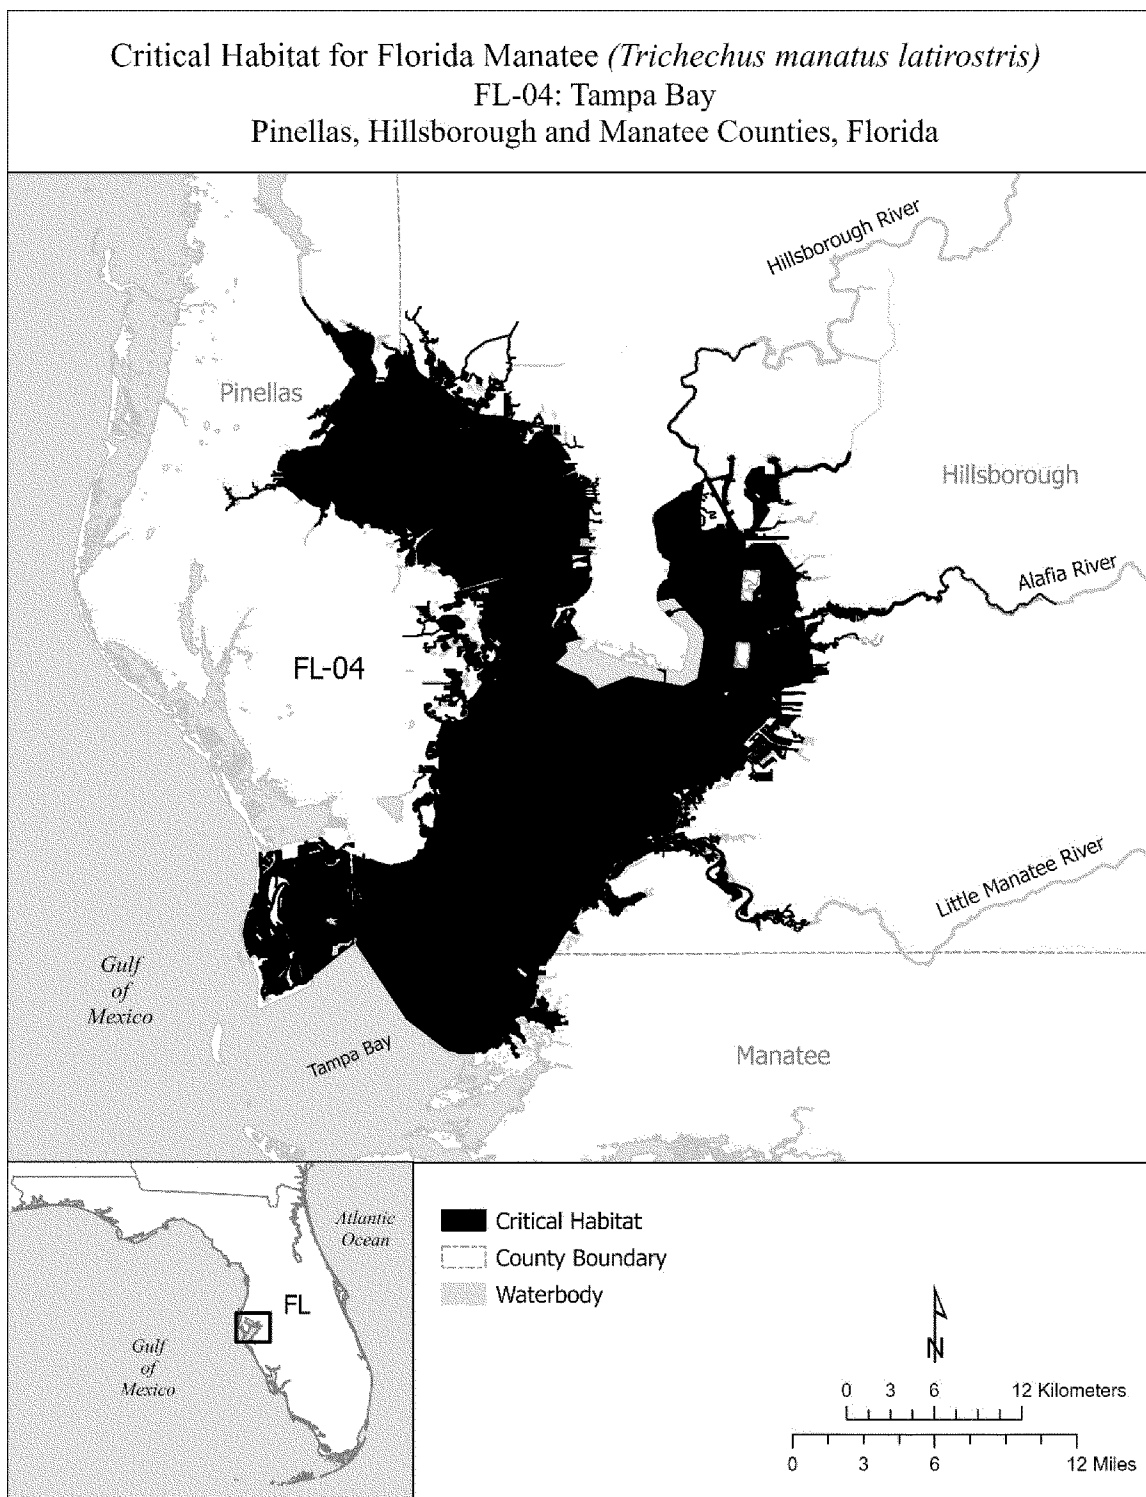 Critical Habitat for Florida Manatee (Trichechus manatus latirostris)
FL-04: Tampa Bay
Pinellas, Hillsborough and Manatee Counties, Florida
Hillsborough River
Pinellas
Hillsborough
Alafia River
FL-04
Little Manatee River
Gulf
of
Mexico
Tampa Bay
Manatee
Atlantic
Ocean
FL
Gulf
of
Mexico
Critical Habitat
County Boundary
Waterbody
N
0 3 6 12 Kilometers
0 3 6 12 Miles